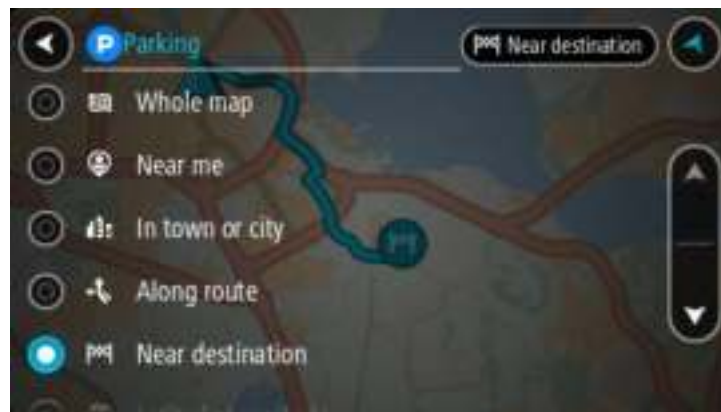 P Parking
Near destination
Whole map
Near me
In town or city
Along route
Near destination